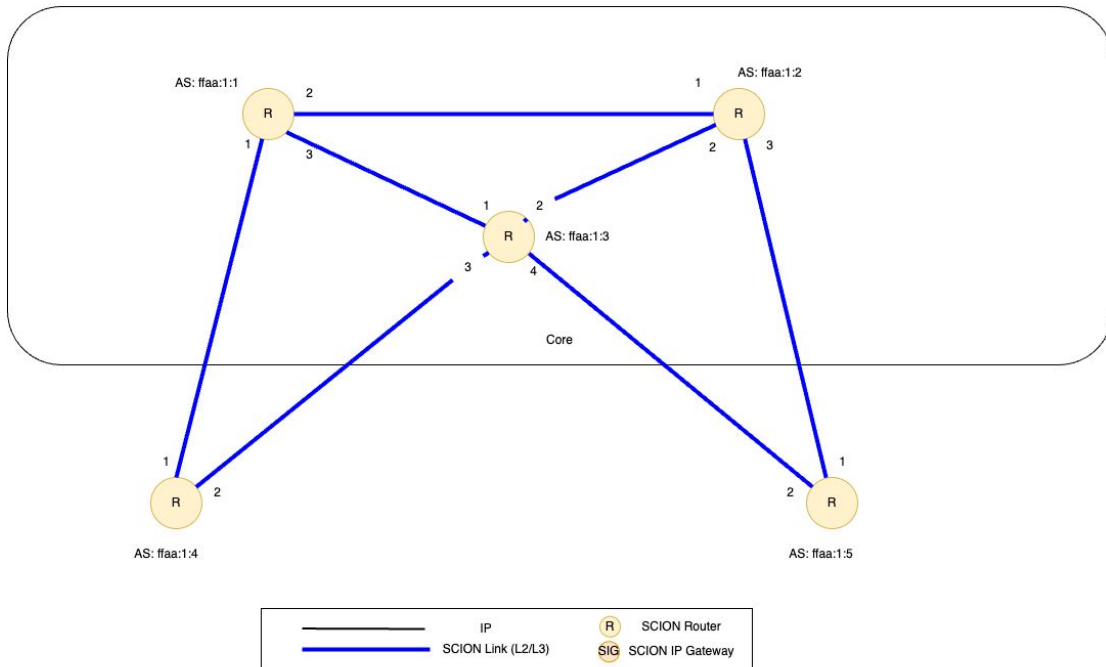 AS: ffaa:1:1
AS: ffaa:1:2
2
1
R
R
1
3
2
3
1
2
R
AS: ffaa:1:3
3
4
Core
1
1
2
2
R
R
AS: ffaa:1:4
AS: ffaa:1:5
IP
R
SCION Router
SCION Link (L2/L3)
SIG
SCION IP Gateway